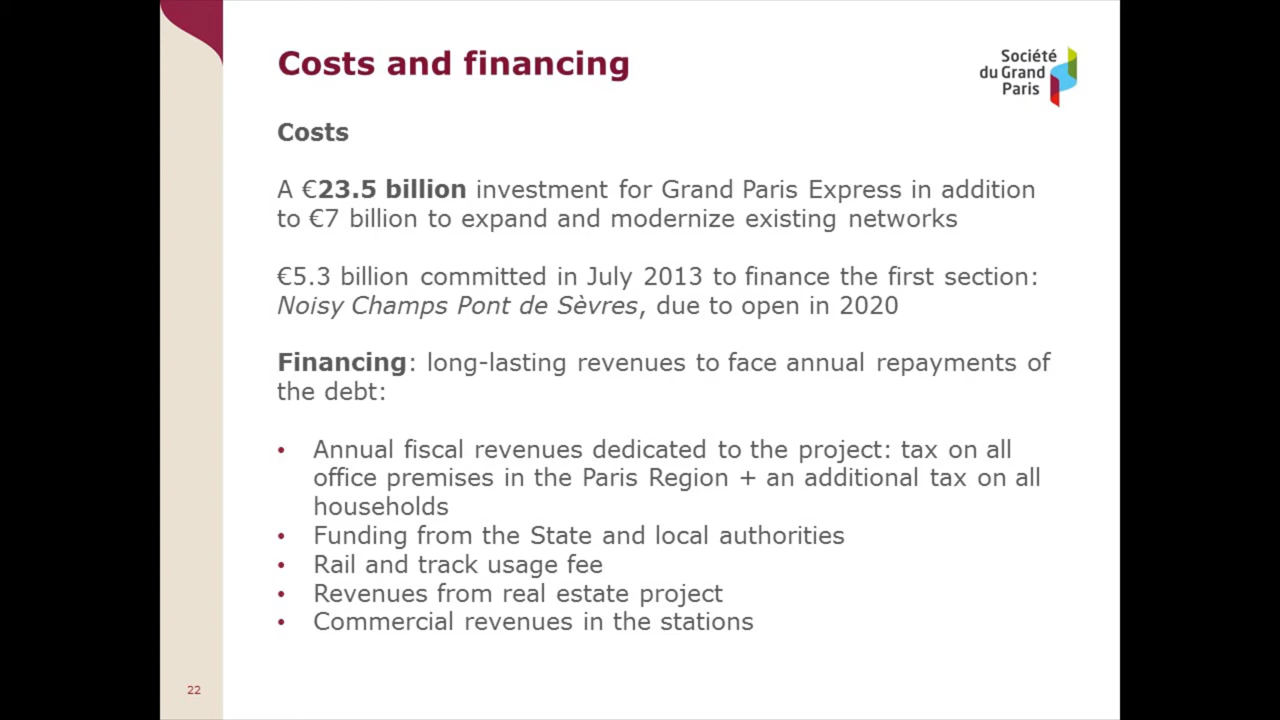 Costs and financing
Société
du Grand
Paris
Costs
A €23.5 billion investment for Grand Paris Express in addition
to €7 billion to expand and modernize existing networks
€5.3 billion committed in July 2013 to finance the first section:
Noisy Champs Pont de Sèvres, due to open in 2020
Financing: long-lasting revenues to face annual repayments of
the debt:
• Annual fiscal revenues dedicated to the project: tax on all
office premises in the Paris Region + an additional tax on all
households
• Funding from the State and local authorities
• Rail and track usage fee
• Revenues from real estate project
• Commercial revenues in the stations
22